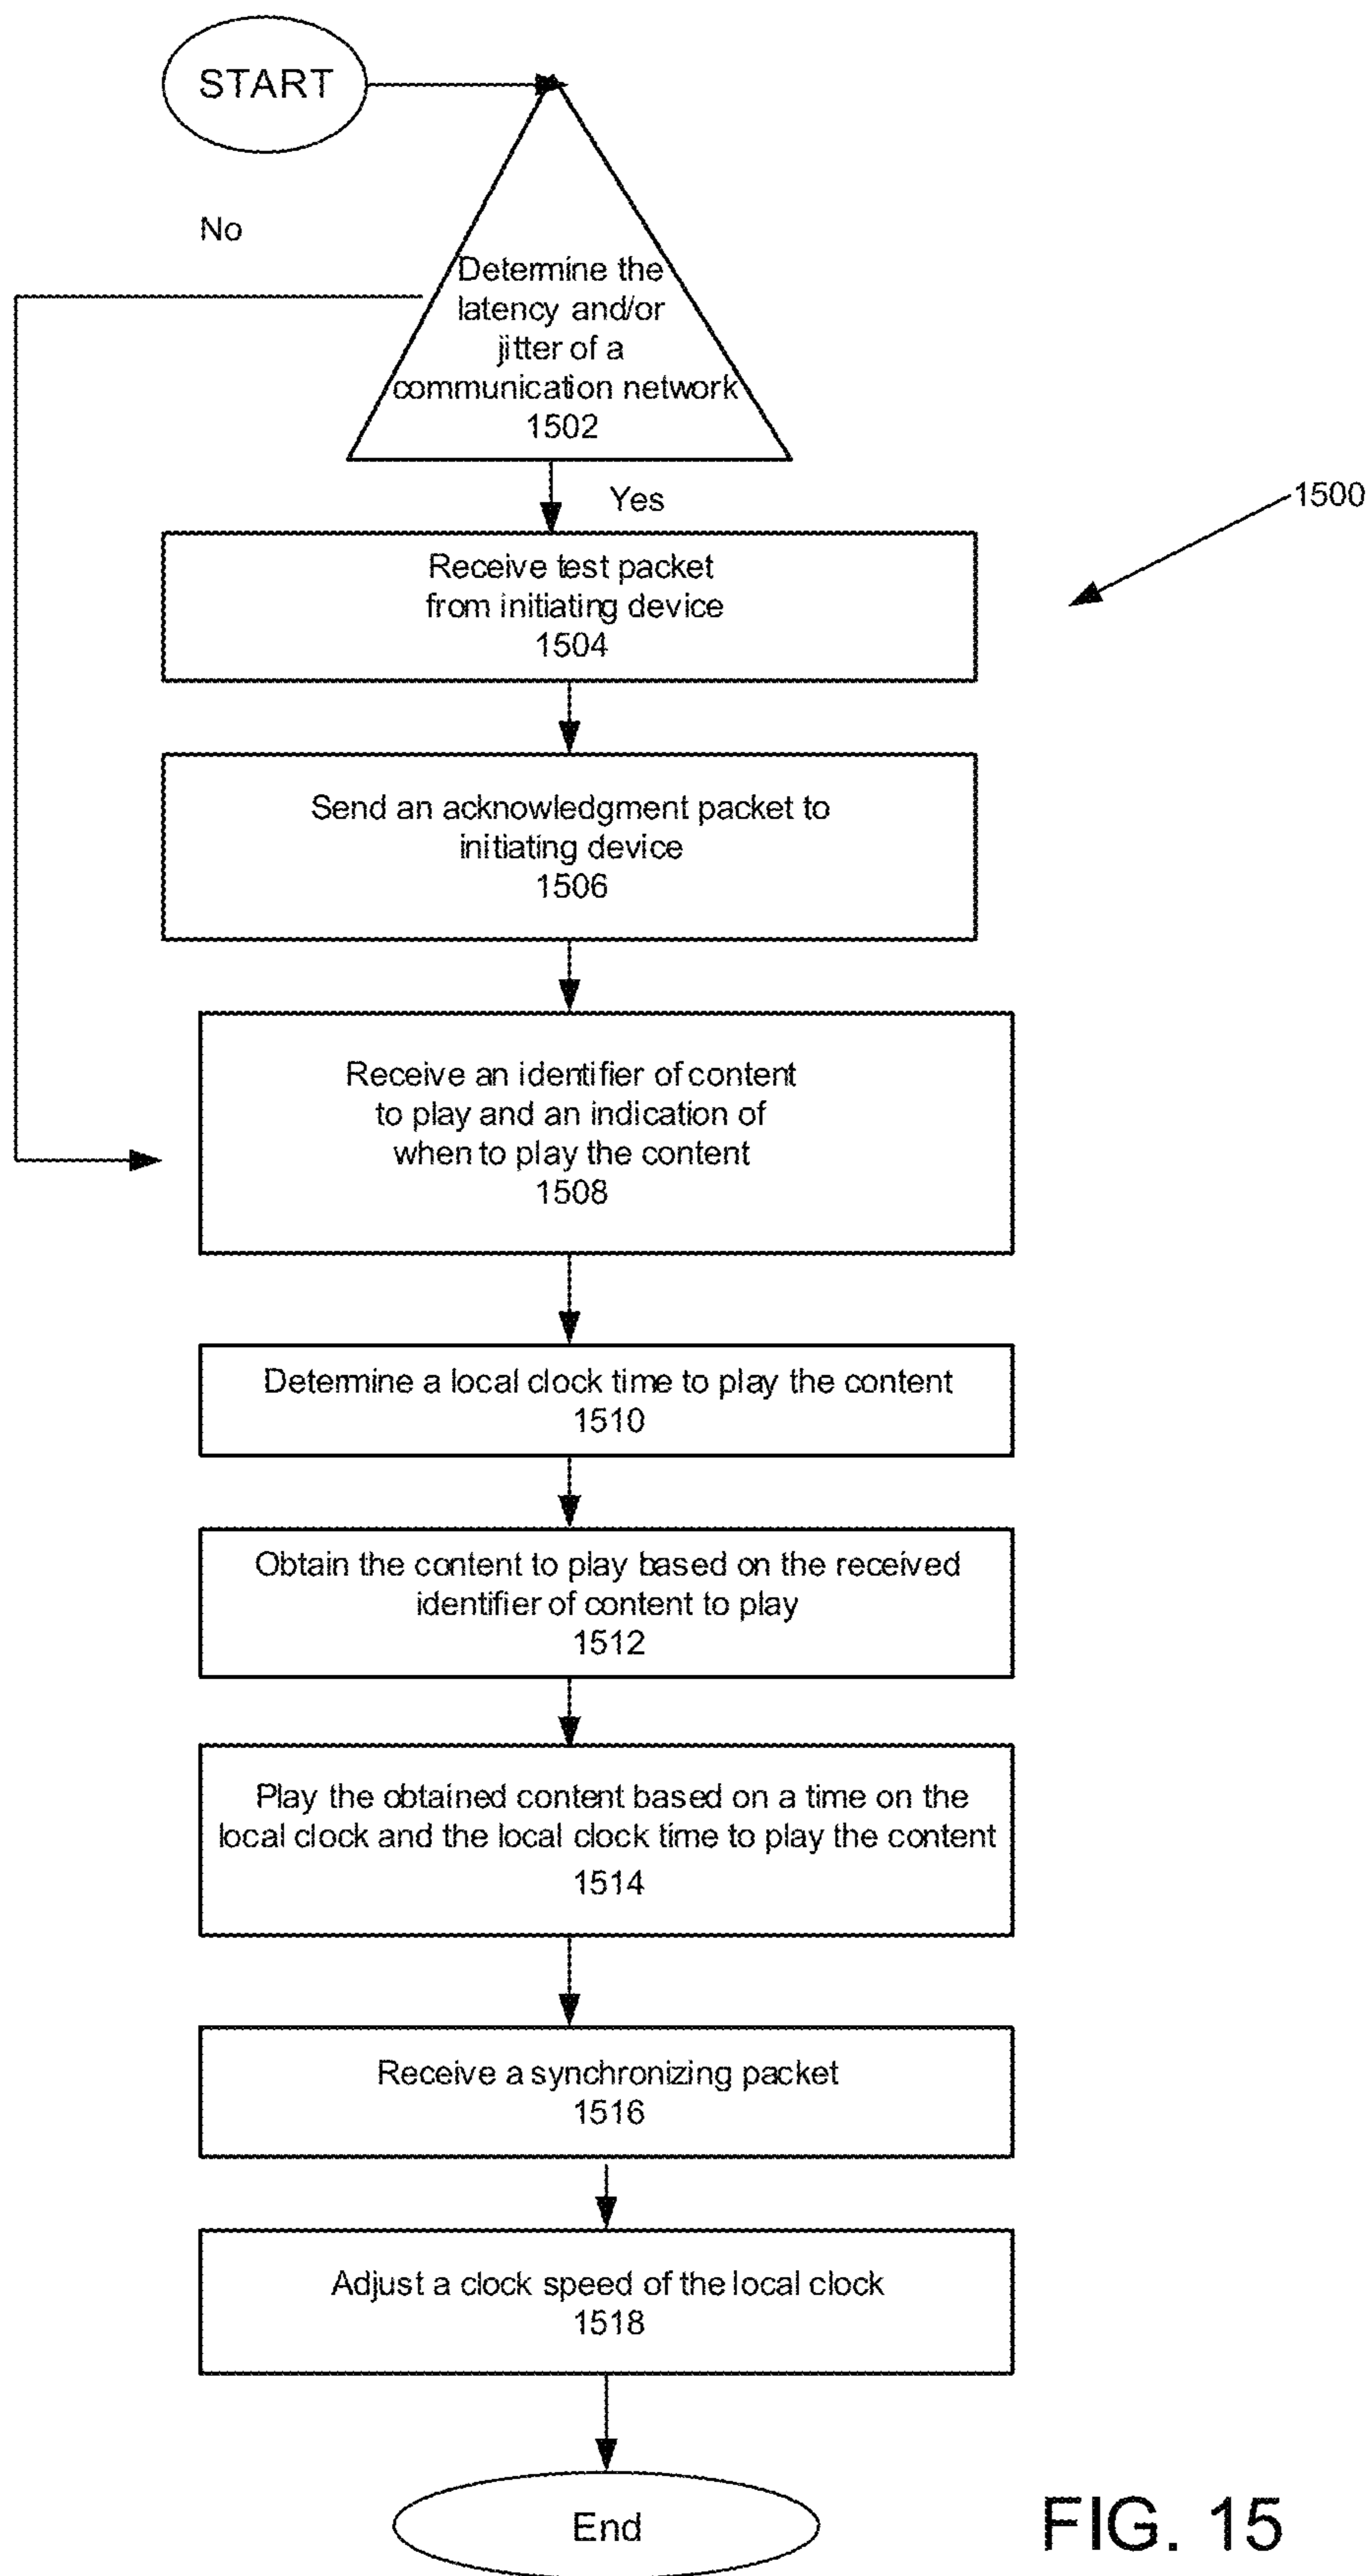 START
No
Determine the
latency and/or
jitter of a
communication network
1502
Yes
1500
Receive test packet
from initiating device
1504
Send an acknowledgment packet to
initiating device
1506
Receive an identifier of content
to play and an indication of
when to play the content
1508
Determine a local clock time to play the content
1510
Obtain the content to play based on the received
identifier of content to play
1512
Play the obtained content based on a time on the
local clock and the local clock time to play the content
1514
Receive a synchronizing packet
1516
Adjust a clock speed of the local clock
1518
End
FIG. 15